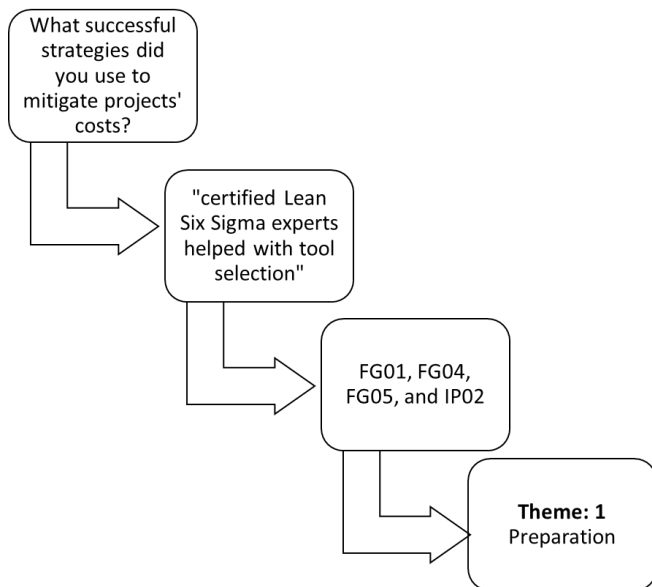 What successful
strategies did
you use to
mitigate projects'
costs?
"certified Lean
Six Sigma experts
helped with tool
selection"
FG01, FG04,
FG05, and IP02
Theme: 1
Preparation